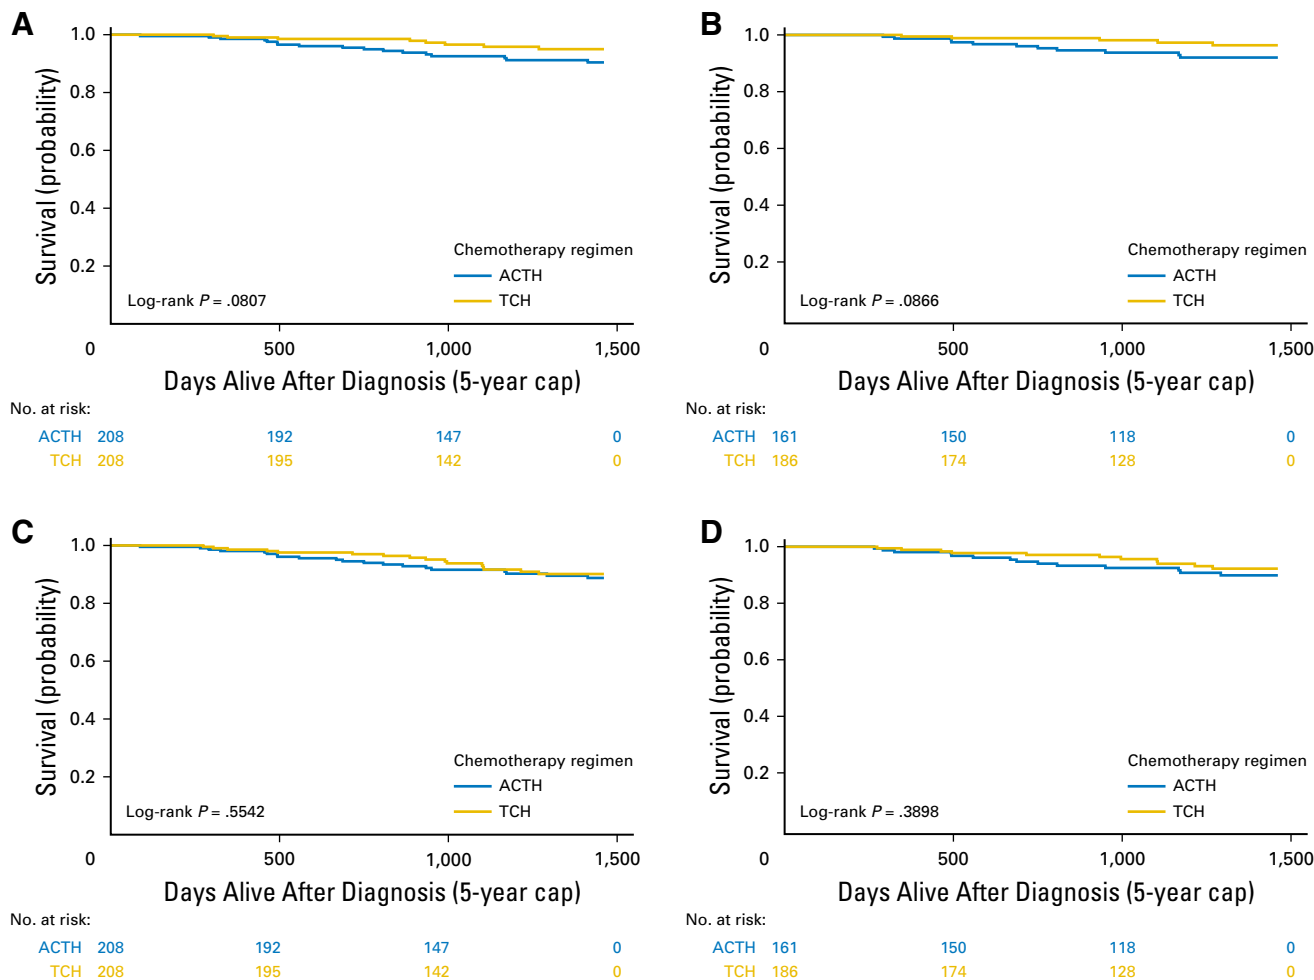 A
Survival (probability)
1.0
0.8
0.6
0.4
0.2
Chemotherapy regimen
ACTH
TCH
Log-rank P = .0807
0 500 1,000 1,500
Days Alive After Diagnosis (5-year cap)
No. at risk:
ACTH 208 192 147 0
TCH 208 195 142 0
B
Survival (probability)
1.0
0.8
0.6
0.4
0.2
Chemotherapy regimen
ACTH
TCH
Log-rank P = .0866
0 500 1,000 1,500
Days Alive After Diagnosis (5-year cap)
No. at risk:
ACTH 161 150 118 0
TCH 186 174 128 0
C
Survival (probability)
1.0
0.8
0.6
0.4
0.2
Chemotherapy regimen
ACTH
TCH
Log-rank P = .5542
0 500 1,000 1,500
Days Alive After Diagnosis (5-year cap)
No. at risk:
ACTH 208 192 147 0
TCH 208 195 142 0
D
Survival (probability)
1.0
0.8
0.6
0.4
0.2
Chemotherapy regimen
ACTH
TCH
Log-rank P = .3898
0 500 1,000 1,500
Days Alive After Diagnosis (5-year cap)
No. at risk:
ACTH 161 150 118 0
TCH 186 174 128 0